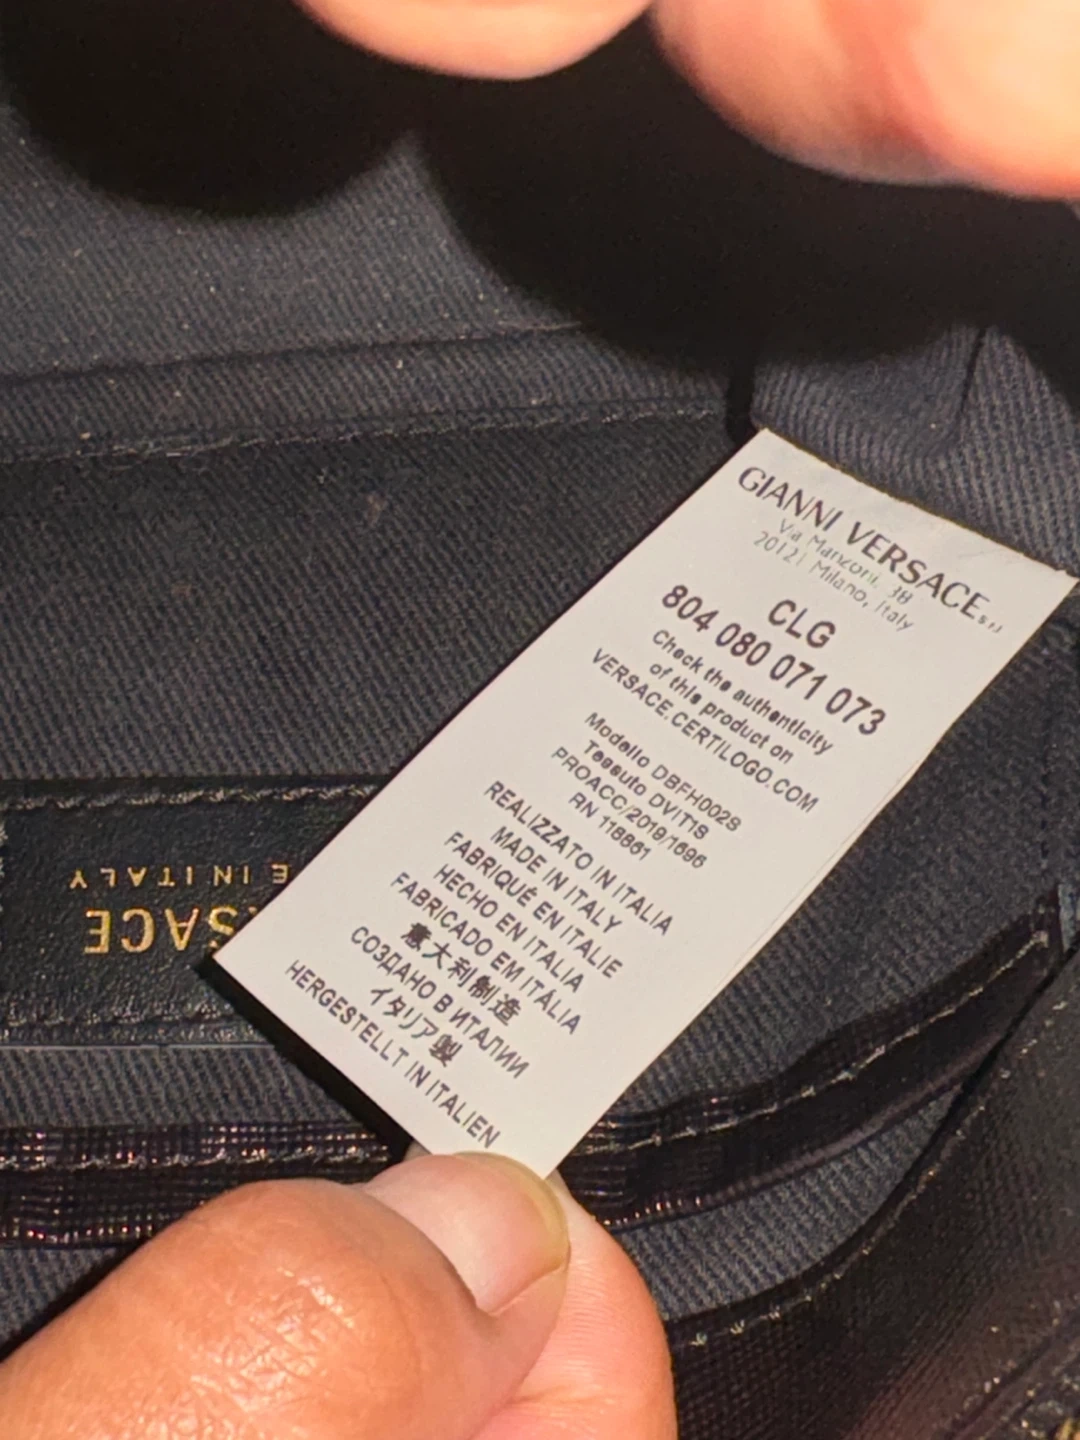 GIANNI VERSACE S.r.l
Via Manzoni, 38
20121 Milano, Italy
CLG
804 080 071 073
Check the authenticity
of this product on
VERSACE.CERTILOGO.COM
Modello DBFH002S
Tessuto DVIT1S
PROACC/2019/1696
RN 118861
REALIZZATO IN ITALIA
MADE IN ITALY
FABRIQUÉ EN ITALIE
HECHO EN ITALIA
FABRICADO EM ITÁLIA
意大利制造
СОЗДАНО В ИТАЛИИ
イタリア製
HERGESTELLT IN ITALIEN
SACE
E IN ITALY